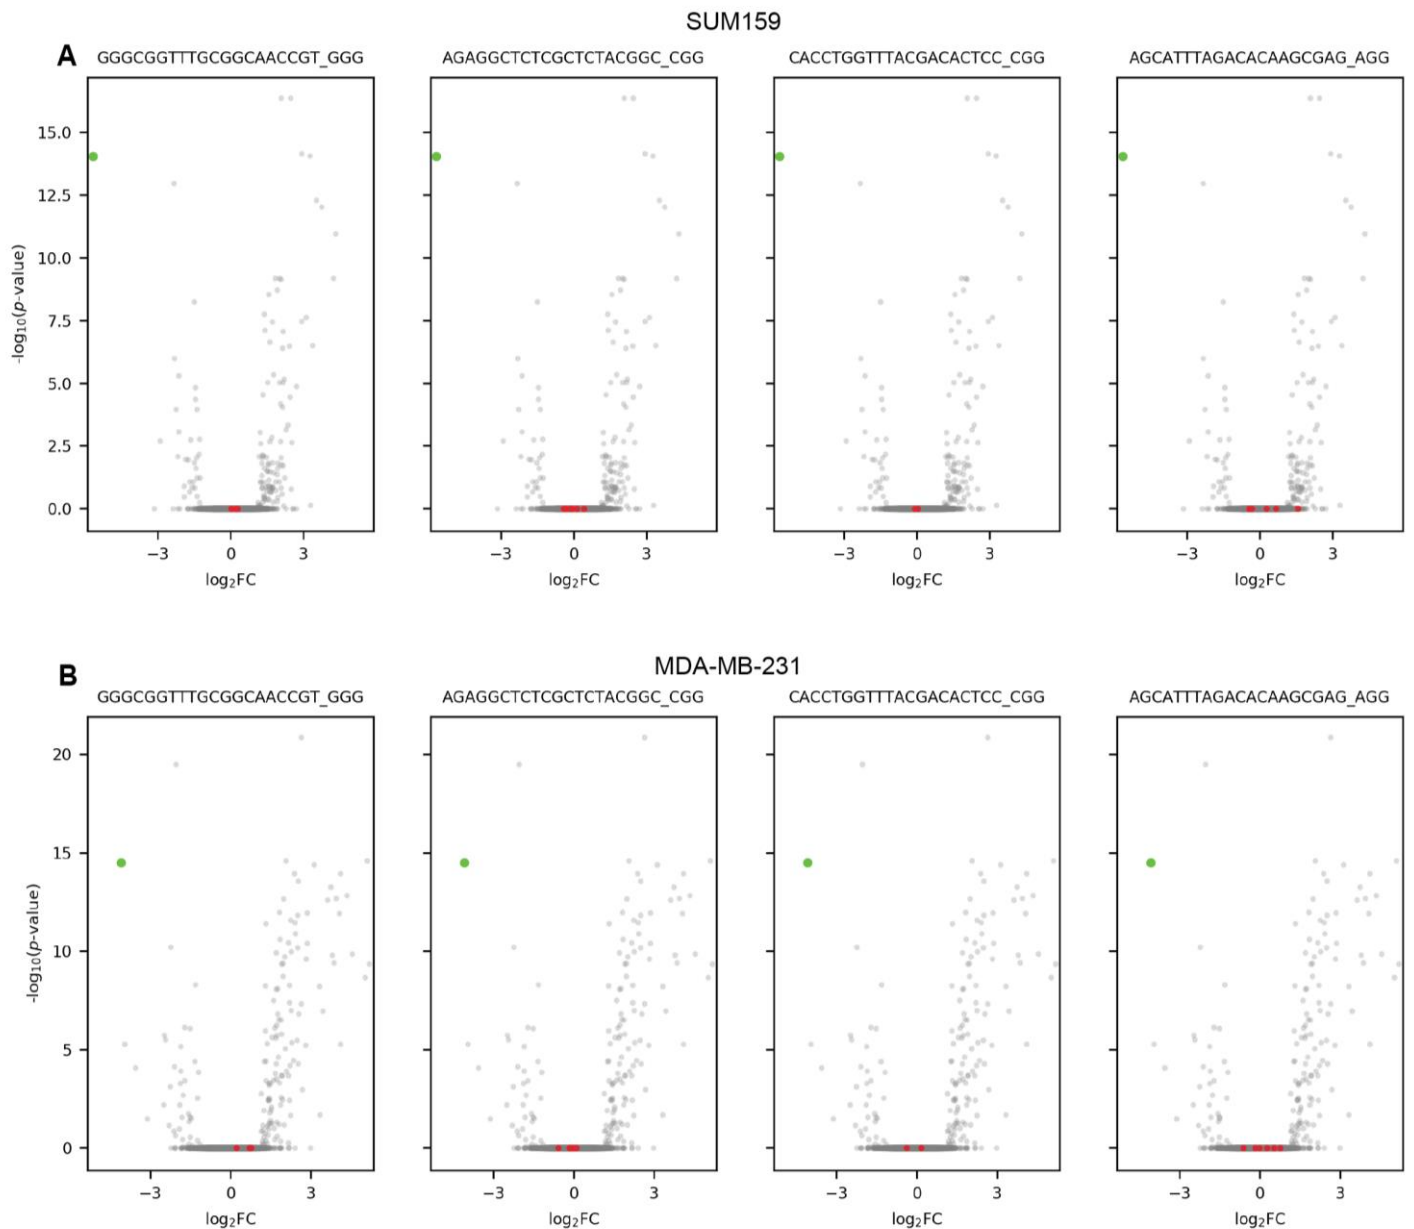 SUM159
A
GGGCGGTTTGCGGCAACCGT_GGG
AGAGGCTCTCGCTCTACGGC_CGG
CACCTGGTTTACGACACTCC_CGG
AGCATTTAGACACAAGCGAG_AGG
-log₁₀(p-value)
15.0
12.5
10.0
7.5
5.0
2.5
0.0
−3 0 3
−3 0 3
−3 0 3
−3 0 3
log₂FC
log₂FC
log₂FC
log₂FC
MDA-MB-231
B
GGGCGGTTTGCGGCAACCGT_GGG
AGAGGCTCTCGCTCTACGGC_CGG
CACCTGGTTTACGACACTCC_CGG
AGCATTTAGACACAAGCGAG_AGG
-log₁₀(p-value)
20
15
10
5
0
−3 0 3
−3 0 3
−3 0 3
−3 0 3
log₂FC
log₂FC
log₂FC
log₂FC